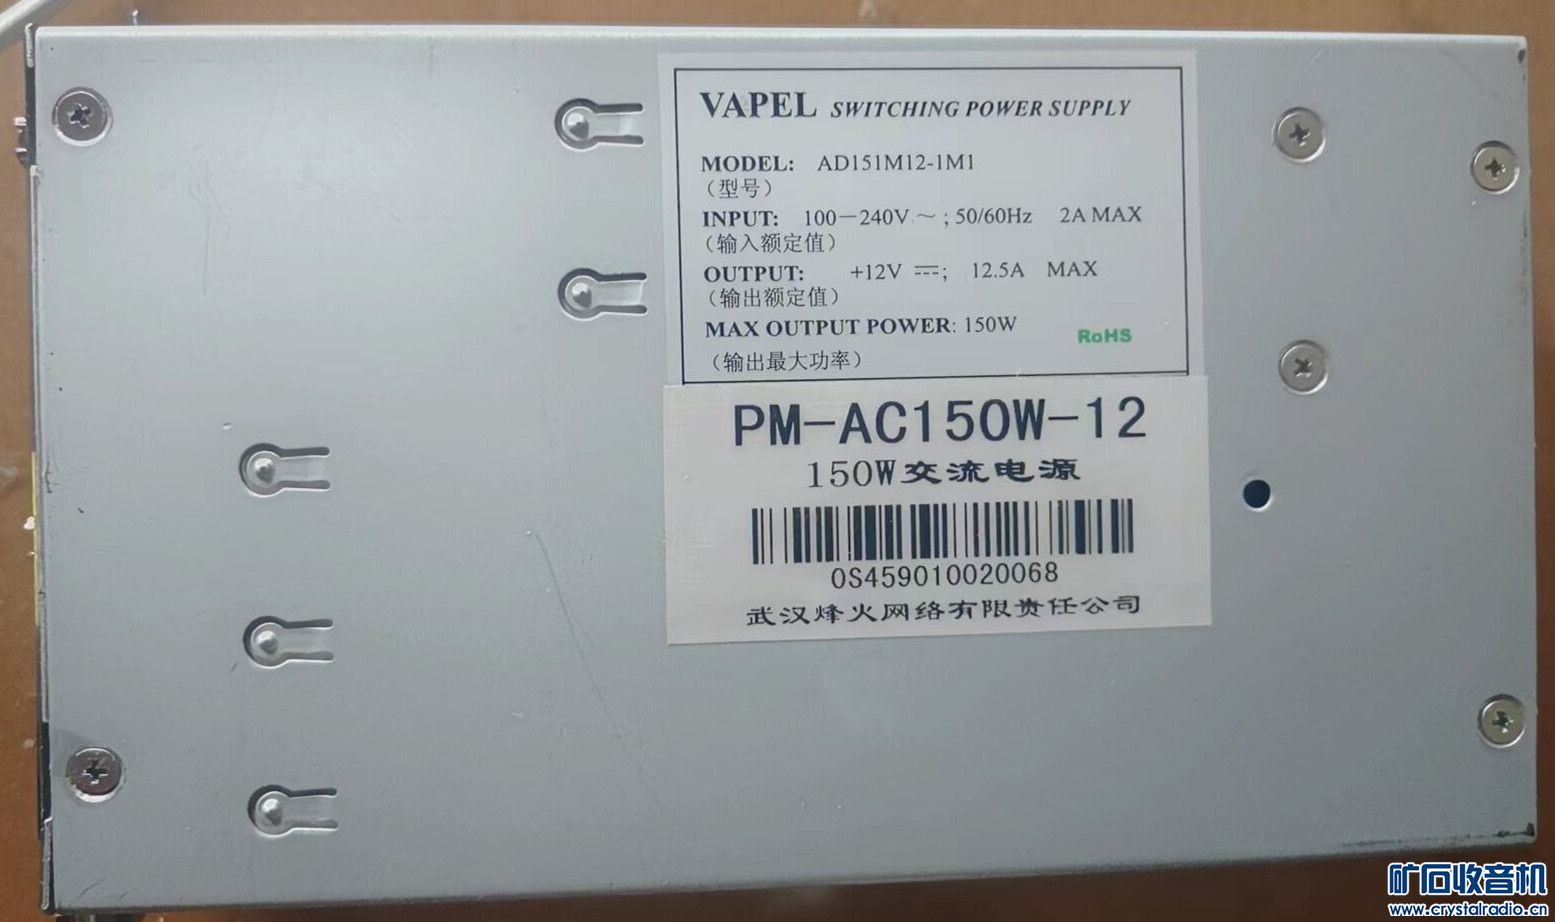 VAPEL SWITCHING POWER SUPPLY
MODEL: AD151M12-1M1
（型号）
INPUT: 100－240V～; 50/60Hz 2A MAX
（输入额定值）
OUTPUT: +12V ⎓; 12.5A MAX
（输出额定值）
MAX OUTPUT POWER: 150W
RoHS
（输出最大功率）
PM-AC150W-12
150W交流电源
0S459010020068
武汉烽火网络有限责任公司
矿石收音机
www.crystalradio.cn